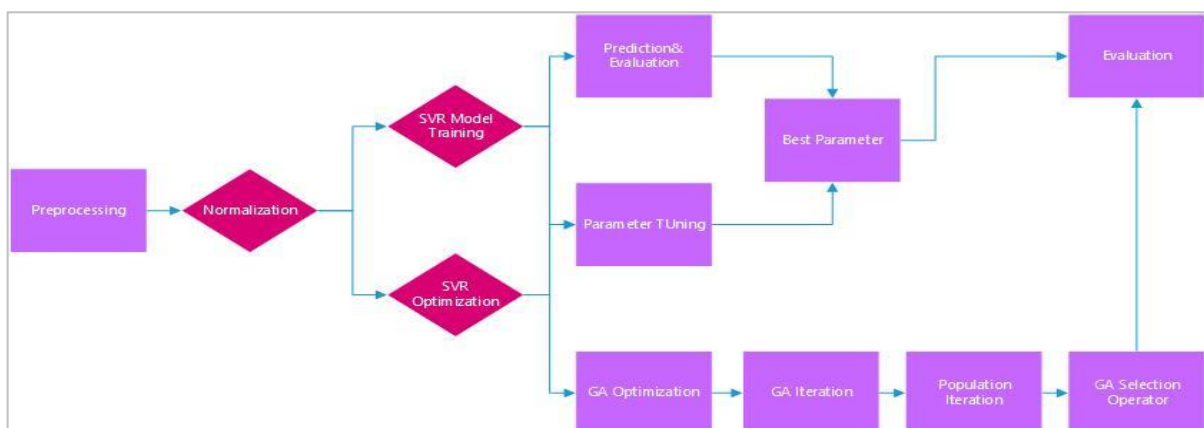 Prediction&
Evaluation
Evaluation
SVR Model
Training
Best Parameter
Preprocessing
Normalization
Parameter TUning
SVR
Optimization
GA Optimization
GA Iteration
Population
Iteration
GA Selection
Operator